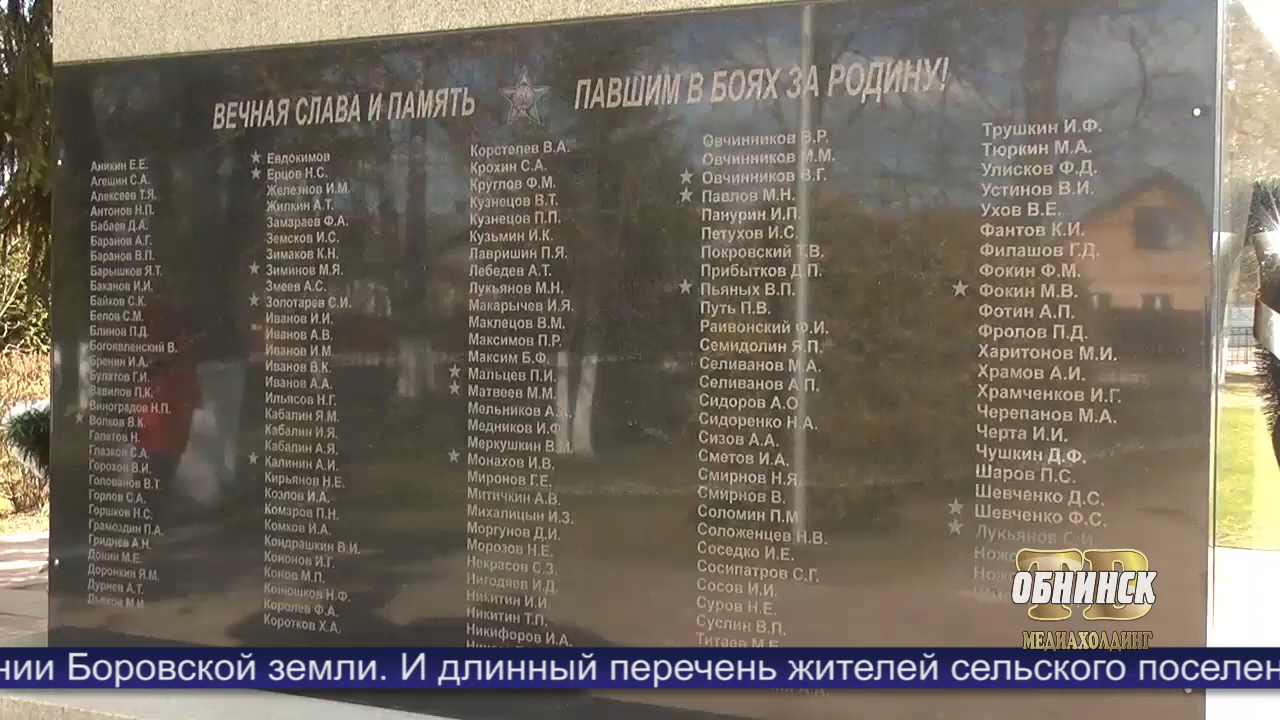 ВЕЧНАЯ СЛАВА И ПАМЯТЬ
ПАВШИМ В БОЯХ ЗА РОДИНУ!
Аникин Е.Е.
Агешин С.А.
Алексеев Т.Я.
Антонов Н.П.
Бабаев Д.А.
Баранов А.Г.
Баранов В.П.
Барышков Я.Т.
Баканов И.И.
Байков С.К.
Белов С.М.
Блинов П.Д.
Богоявленский В.
Бренин И.А.
Булатов Г.И.
Вавилов П.К.
Виноградов Н.П.
Волков В.К.
Галетов Н.
Глазков С.А.
Горохов В.И.
Голованов В.Т.
Горлов С.А.
Горшков Н.С.
Грамоздин П.А.
Гриднев А.Н.
Донин М.Е.
Доронкин Я.М.
Дурнев А.Т.
Дьяков М.И.
Евдокимов
Ерцов Н.С.
Железнов И.М.
Жилкин А.Т.
Замараев Ф.А.
Земсков И.С.
Зимаков К.Н.
Зиминов М.Я.
Змеев А.С.
Золотарев С.И.
Иванов И.И.
Иванов А.В.
Иванов И.М.
Иванов В.К.
Иванов А.А.
Ильясов Н.Г.
Кабалин Я.М.
Кабалин И.Я.
Кабалин А.Я.
Калинин А.И.
Кирьянов Н.Е.
Козлов И.А.
Комаров П.Н.
Комков И.А.
Кондрашкин В.И.
Кононов И.Г.
Конов М.П.
Конюшков Н.Ф.
Королев Ф.А.
Коротков Х.А.
Корстелев В.А.
Крохин С.А.
Круглов Ф.М.
Кузнецов В.Т.
Кузнецов П.П.
Кузьмин И.К.
Лавришин П.Я.
Лебедев А.Т.
Лукьянов М.Н.
Макарычев И.Я.
Маклецов В.М.
Максимов П.Р.
Максим Б.Ф.
Мальцев П.И.
Матвеев М.М.
Мельников А.
Медников И.Ф
Меркушкин В.И.
Монахов И.В.
Миронов Г.Е.
Митичкин А.В.
Михалицын И.З.
Моргунов Д.И.
Морозов Н.Е.
Некрасов С.З.
Нигодяев И.Д.
Никитин И.И.
Никитин Т.П.
Никифоров И.А.
Овчинников В.Р.
Овчинников М.М.
Овчинников В.Г.
Павлов М.Н.
Панурин И.П.
Петухов И.С.
Покровский Т.В.
Прибытков Д.П.
Пьяных В.П.
Путь П.В.
Раивонский Ф.И.
Семидолин Я.П.
Селиванов М.А.
Селиванов А.П.
Сидоров А.О
Сидоренко Н.А.
Сизов А.А.
Сметов И.А.
Смирнов Н.Я.
Смирнов В.
Соломин П.М
Соложенцев Н.В.
Соседко И.Е.
Сосипатров С.Г.
Сосов И.И.
Суров Н.Е.
Суслин В.П.
Титаев М.Е.
Трушкин И.Ф.
Тюркин М.А.
Улисков Ф.Д.
Устинов В.И.
Ухов В.Е.
Фантов К.И.
Филашов Г.Д.
Фокин Ф.М.
Фокин М.В.
Фотин А.П.
Фролов П.Д.
Харитонов М.И.
Храмов А.И.
Храмченков И.Г.
Черепанов М.А.
Черта И.И.
Чушкин Д.Ф.
Шаров П.С.
Шевченко Д.С.
Шевченко Ф.С.
Лукьянов С.И.
ТВ
ОБНИНСК
МЕДИАХОЛДИНГ
нии Боровской земли. И длинный перечень жителей сельского поселен